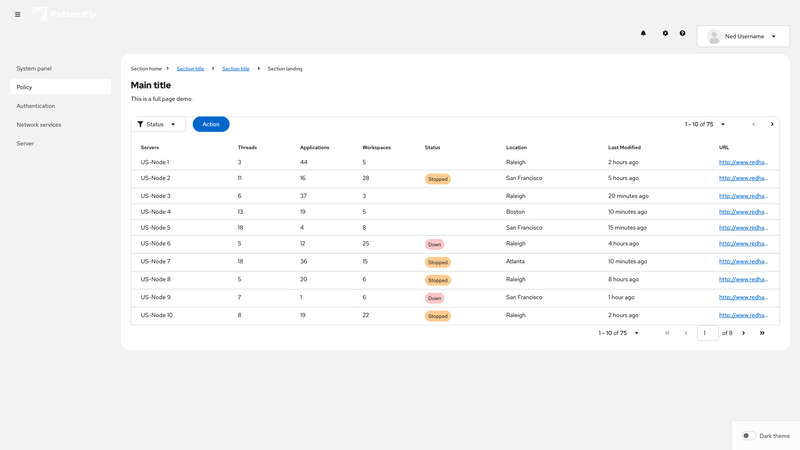 PatternFly
Ned Username
System panel
Policy
Authentication
Network services
Server
Section home Section title Section title Section landing
Main title
This is a full page demo.
Status Action 1 - 10 of 75
Servers Threads Applications Workspaces Status Location Last Modified URL
US-Node 1 3 44 5 Raleigh 2 hours ago http://www.redha...
US-Node 2 11 16 28 Stopped San Francisco 5 hours ago http://www.redha...
US-Node 3 6 37 3 Raleigh 20 minutes ago http://www.redha...
US-Node 4 13 19 5 Boston 10 minutes ago http://www.redha...
US-Node 5 18 4 8 San Francisco 15 minutes ago http://www.redha...
US-Node 6 5 12 25 Down Raleigh 4 hours ago http://www.redha...
US-Node 7 18 36 15 Stopped Atlanta 10 minutes ago http://www.redha...
US-Node 8 5 20 6 Stopped Raleigh 8 hours ago http://www.redha...
US-Node 9 7 1 6 Down San Francisco 1 hour ago http://www.redha...
US-Node 10 8 19 22 Stopped Raleigh 2 hours ago http://www.redha...
1 - 10 of 75 1 of 8
Dark theme